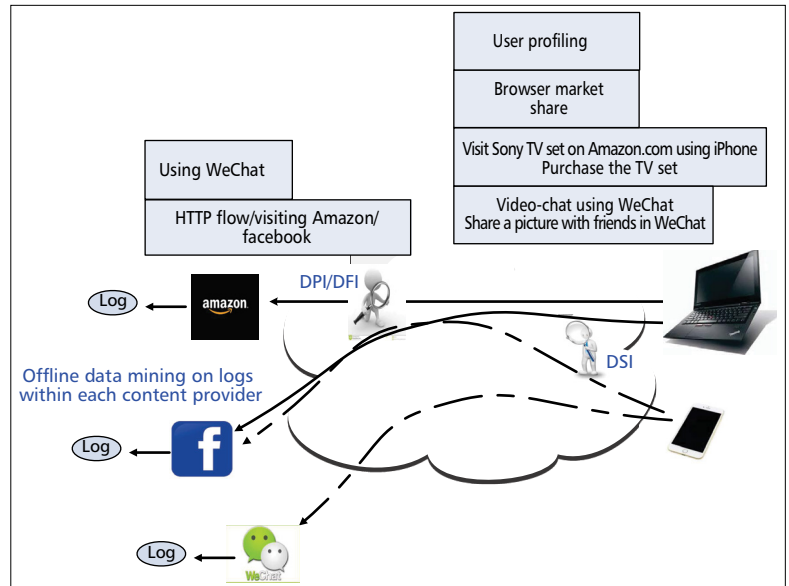 User profiling
Browser market
share
Visit Sony TV set on Amazon.com using iPhone
Purchase the TV set
Video-chat using WeChat
Share a picture with friends in WeChat
Using WeChat
HTTP flow/visiting Amazon/
facebook
DPI/DFI
Log
amazon
DSI
Offline data mining on logs
within each content provider
Log
f
Log
WeChat